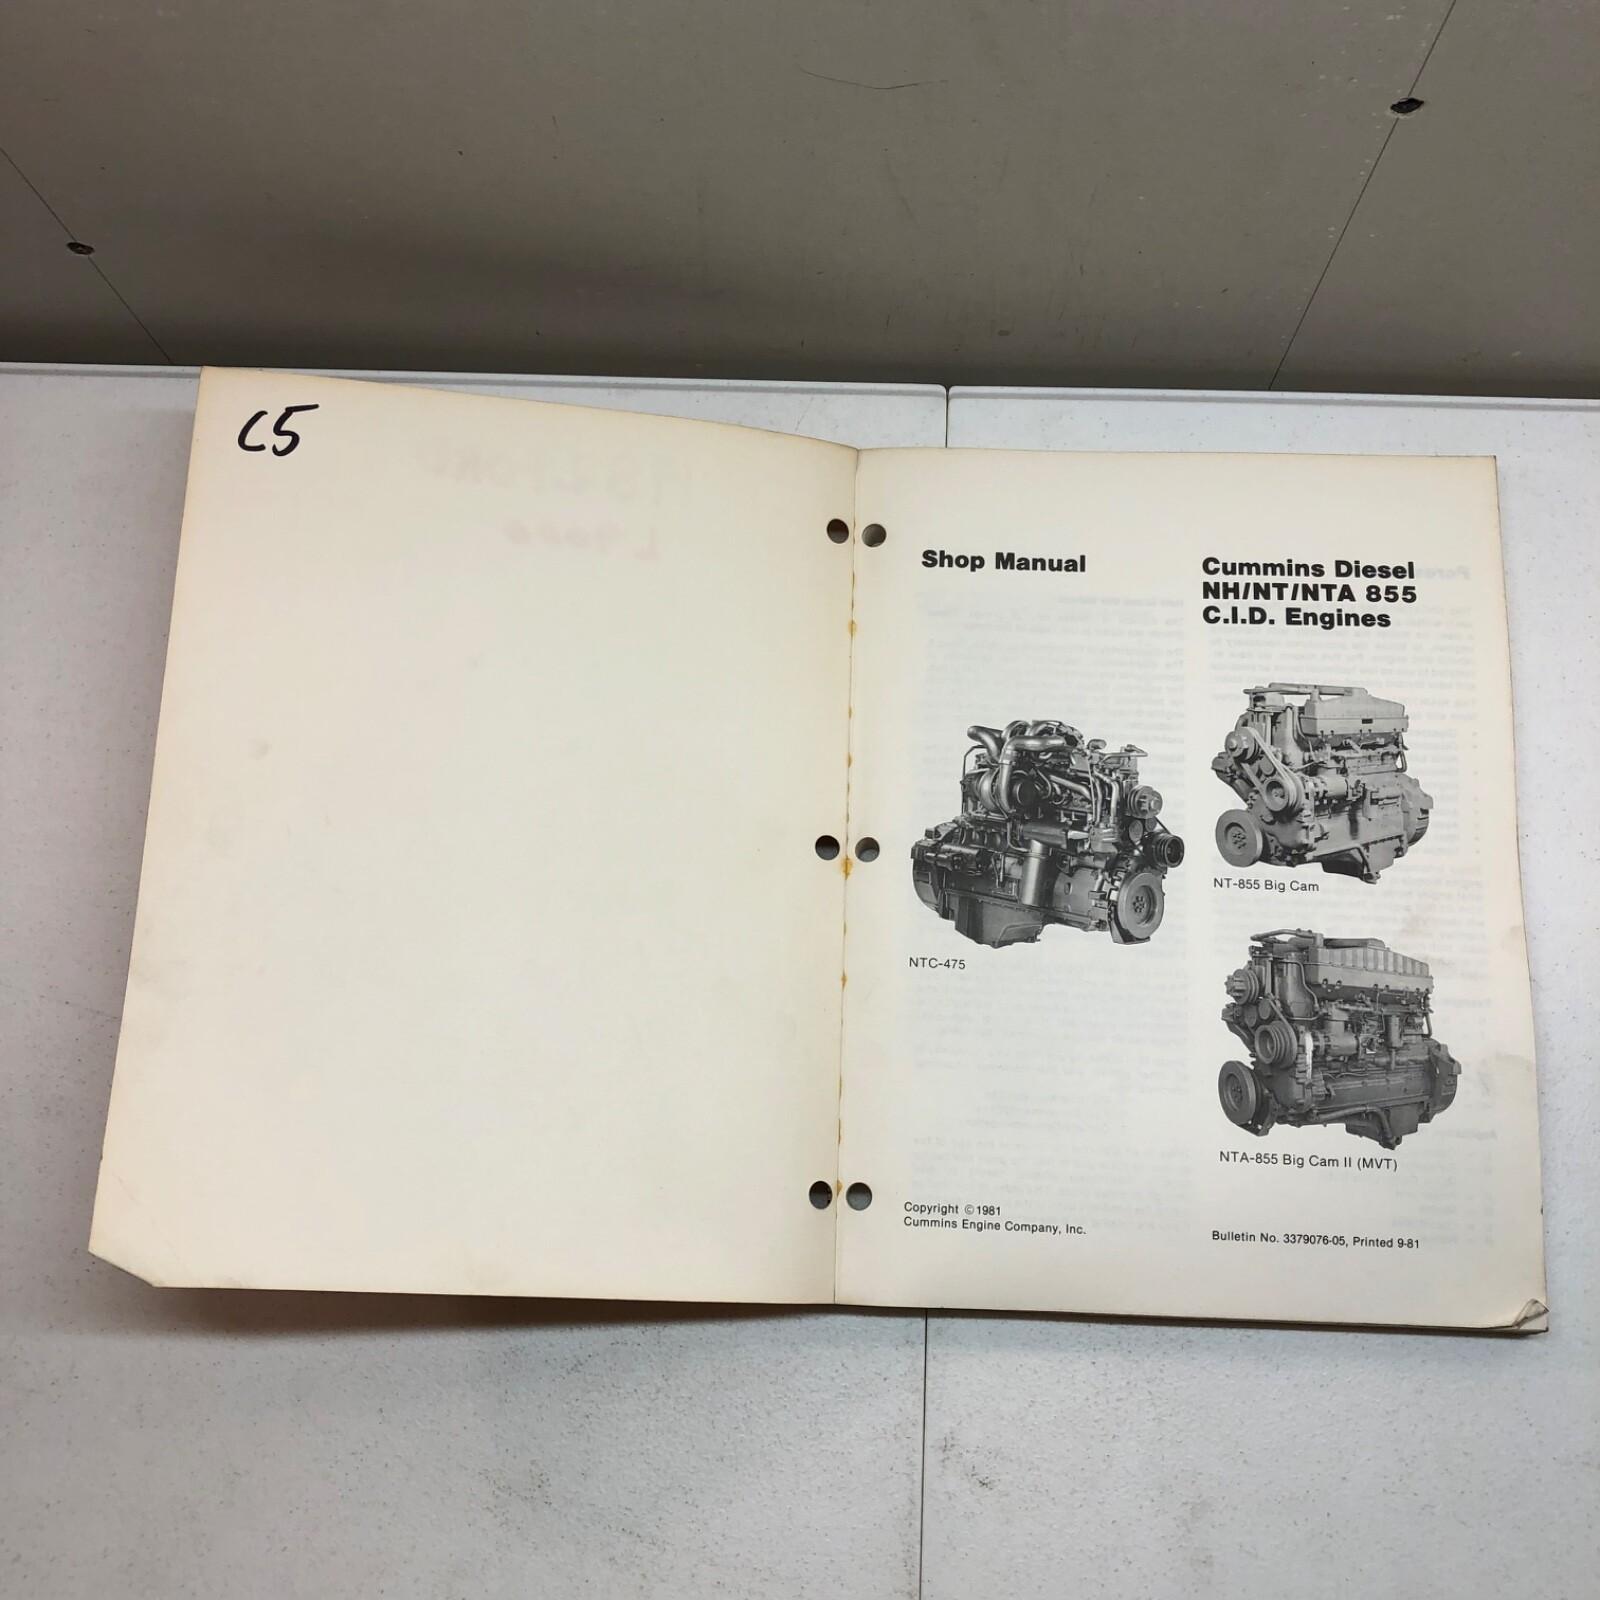 C5
Shop Manual
Cummins Diesel
NH/NT/NTA 855
C.I.D. Engines
NT-855 Big Cam
NTC-475
NTA-855 Big Cam II (MVT)
Copyright ©1981
Cummins Engine Company, Inc.
Bulletin No. 3379076-05, Printed 9-81